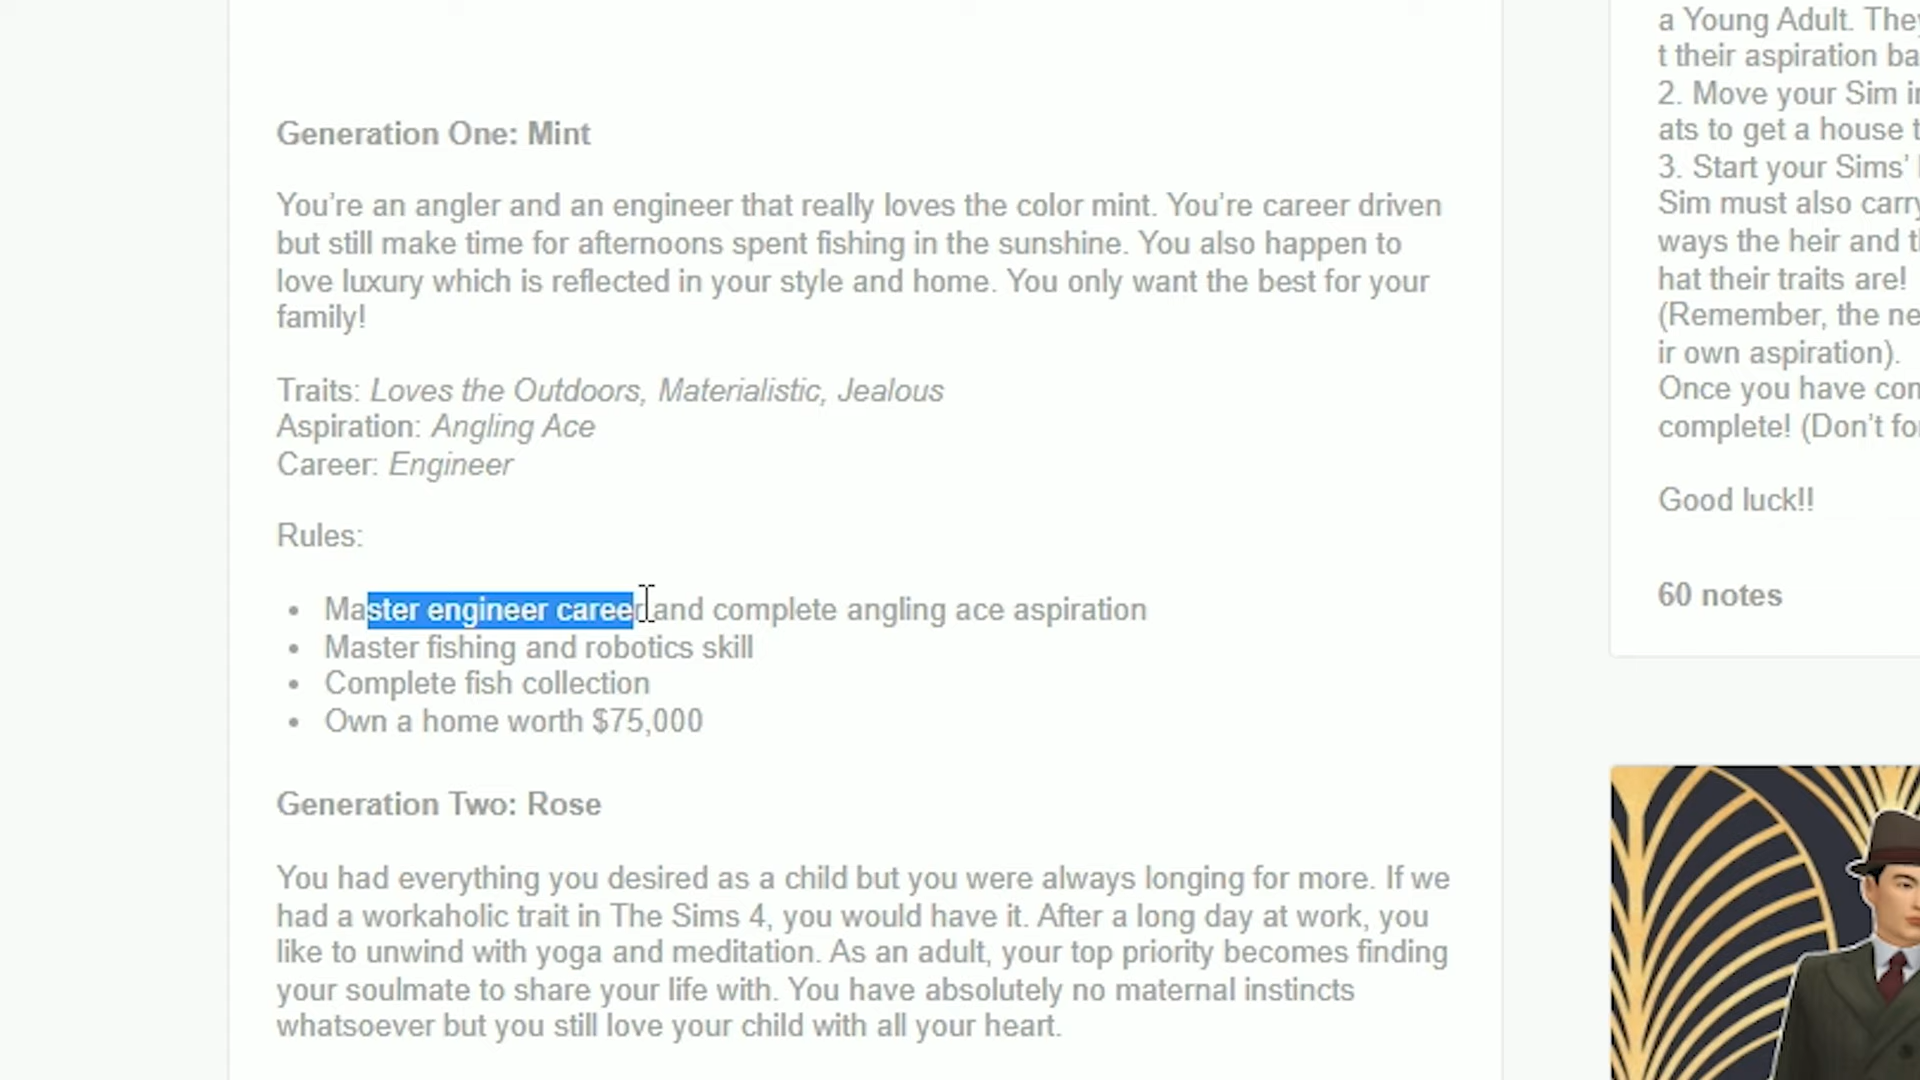 Generation One: Mint
You're an angler and an engineer that really loves the color mint. You're career driven
but still make time for afternoons spent fishing in the sunshine. You also happen to
love luxury which is reflected in your style and home. You only want the best for your
family!
Traits: Loves the Outdoors, Materialistic, Jealous
Aspiration: Angling Ace
Career: Engineer
Rules:
• Master engineer career and complete angling ace aspiration
• Master fishing and robotics skill
• Complete fish collection
• Own a home worth $75,000
Generation Two: Rose
You had everything you desired as a child but you were always longing for more. If we
had a workaholic trait in The Sims 4, you would have it. After a long day at work, you
like to unwind with yoga and meditation. As an adult, your top priority becomes finding
your soulmate to share your life with. You have absolutely no maternal instincts
whatsoever but you still love your child with all your heart.
a Young Adult. They
t their aspiration ba
2. Move your Sim in
ats to get a house t
3. Start your Sims'
Sim must also carry
ways the heir and t
hat their traits are!
(Remember, the ne
ir own aspiration).
Once you have con
complete! (Don't fo
Good luck!!
60 notes